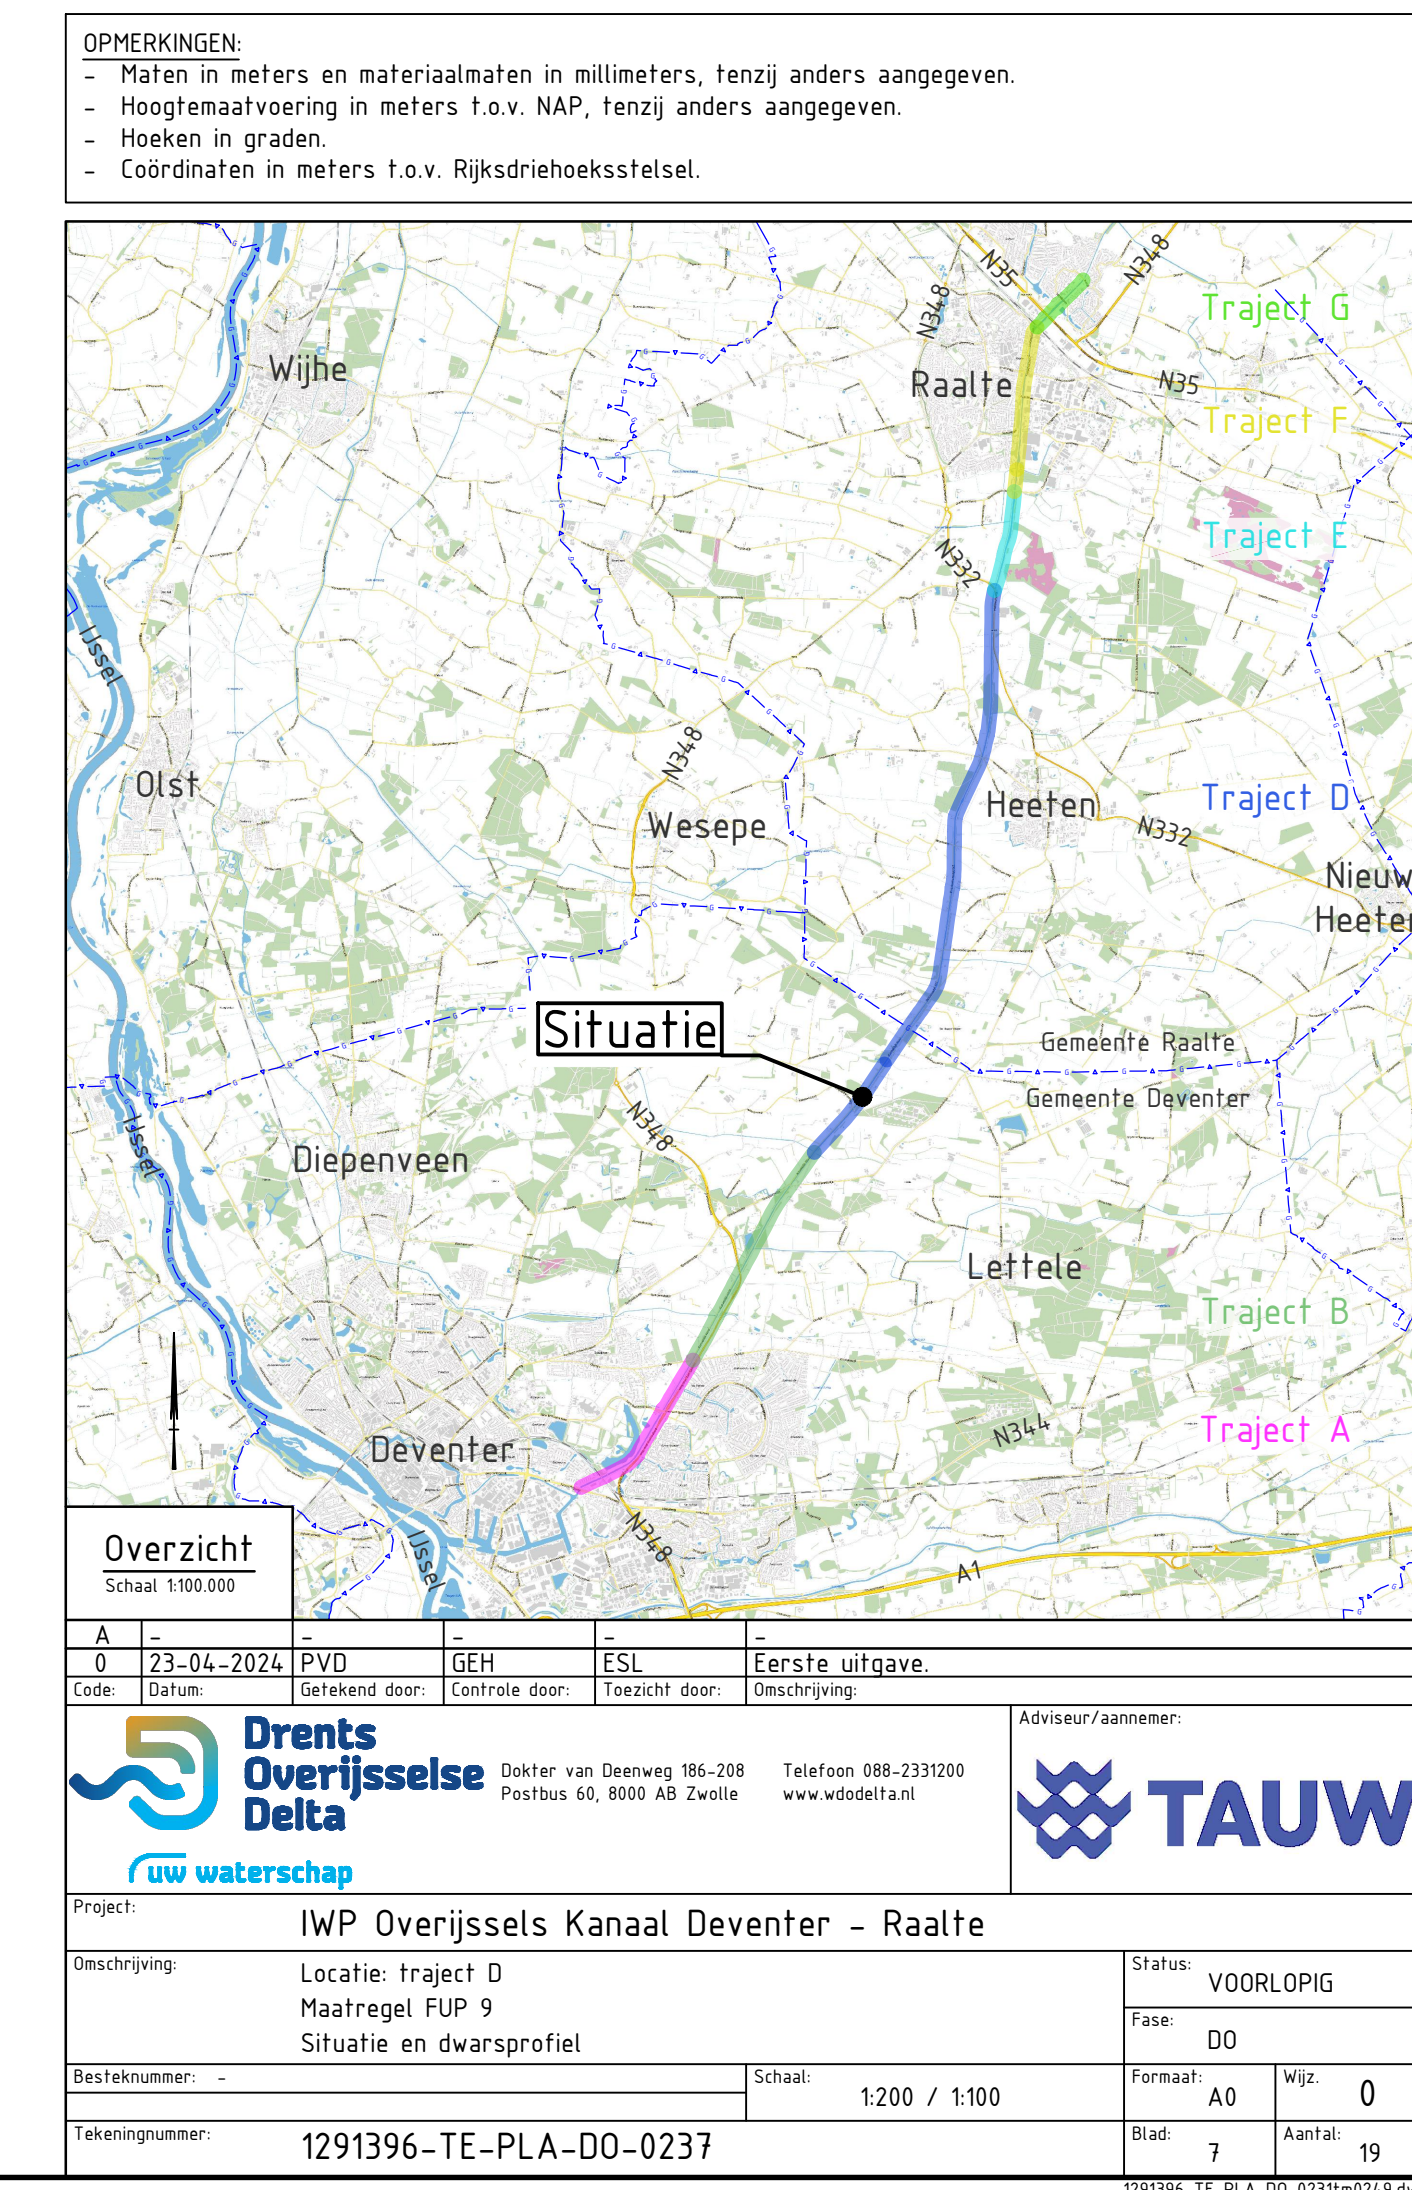 OPMERKINGEN:
- Maten in meters en materiaalmaten in millimeters, tenzij anders aangegeven.
- Hoogtemaatvoering in meters t.o.v. NAP, tenzij anders aangegeven.
- Hoeken in graden.
- Coördinaten in meters t.o.v. Rijksdriehoeksstelsel.
N35
N348
N348
Traject G
Wijhe
Raalte
N35
Traject F
Traject E
N332
IJssel
N348
Olst
Heeten
Traject D
Wesepe
N332
Nieuw
Heeten
Situatie
Gemeente Raalte
Gemeente Deventer
N348
IJssel
Diepenveen
Lettele
Traject B
N344
Traject A
Deventer
N348
IJssel
A1
Overzicht
Schaal 1:100.000
A - - - - -
0 23-04-2024 PVD GEH ESL Eerste uitgave.
Code: Datum: Getekend door: Controle door: Toezicht door: Omschrijving:
Drents
Overijsselse
Delta
uw waterschap
Dokter van Deenweg 186-208 Telefoon 088-2331200
Postbus 60, 8000 AB Zwolle www.wdodelta.nl
Adviseur/aannemer:
TAUW
Project: IWP Overijssels Kanaal Deventer - Raalte
Omschrijving: Locatie: traject D
Maatregel FUP 9
Situatie en dwarsprofiel
Status: VOORLOPIG
Fase: DO
Besteknummer: -
Schaal: 1:200 / 1:100
Formaat: A0
Wijz. 0
Tekeningnummer: 1291396-TE-PLA-DO-0237
Blad: 7
Aantal: 19